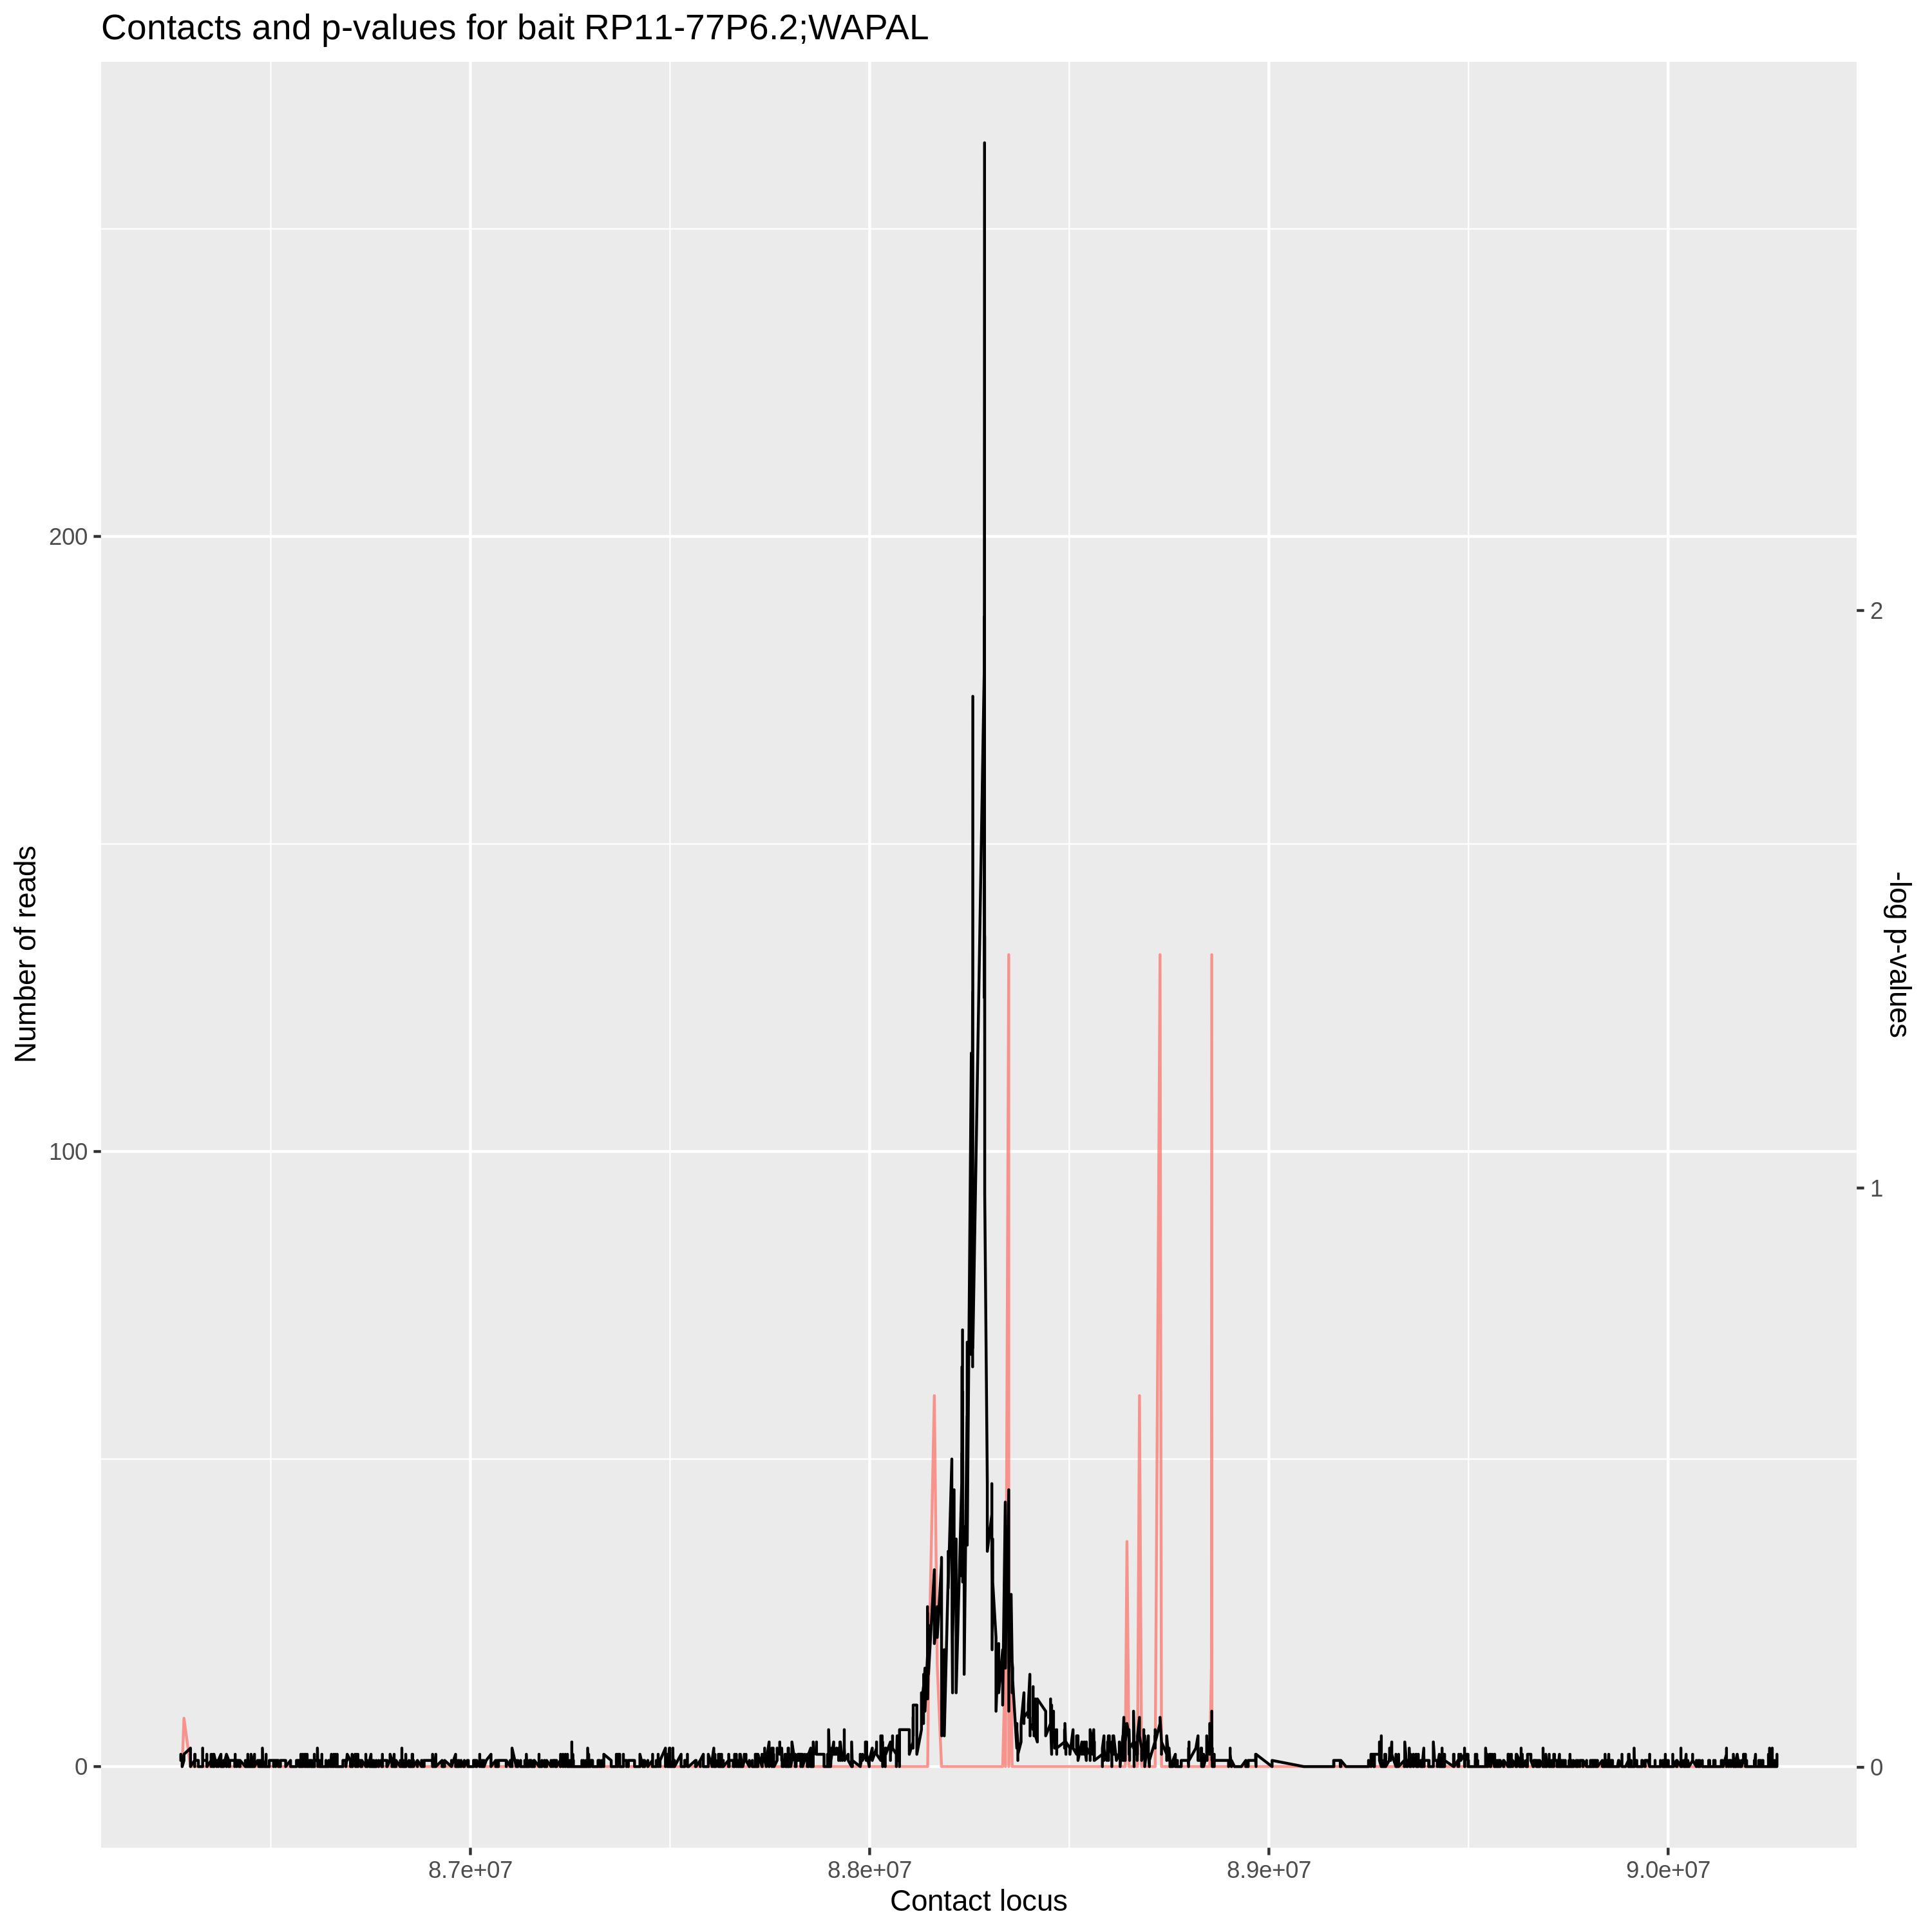 Contacts and p-values for bait RP11-77P6.2;WAPAL
Number of reads
200
100
0
2
1
0
-log p-values
8.7e+07
8.8e+07
8.9e+07
9.0e+07
Contact locus